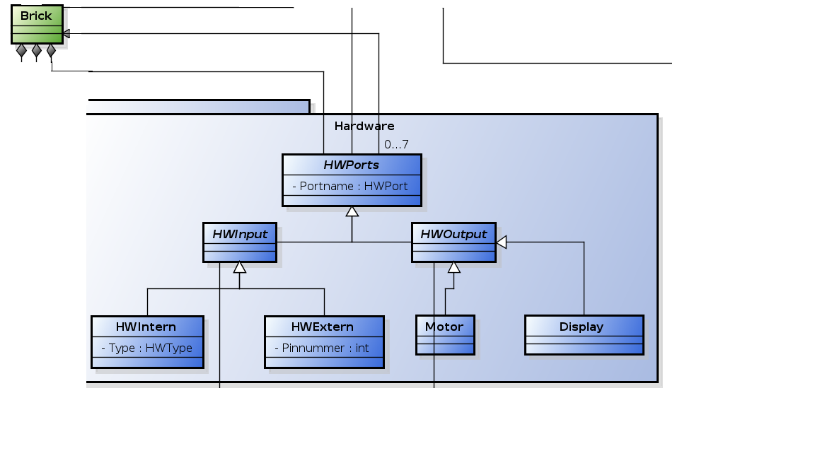 Brick
Hardware
0...7
HWPorts
- Portname : HWPort
HWInput
HWOutput
HWIntern
- Type : HWType
HWExtern
- Pinnummer : int
Motor
Display